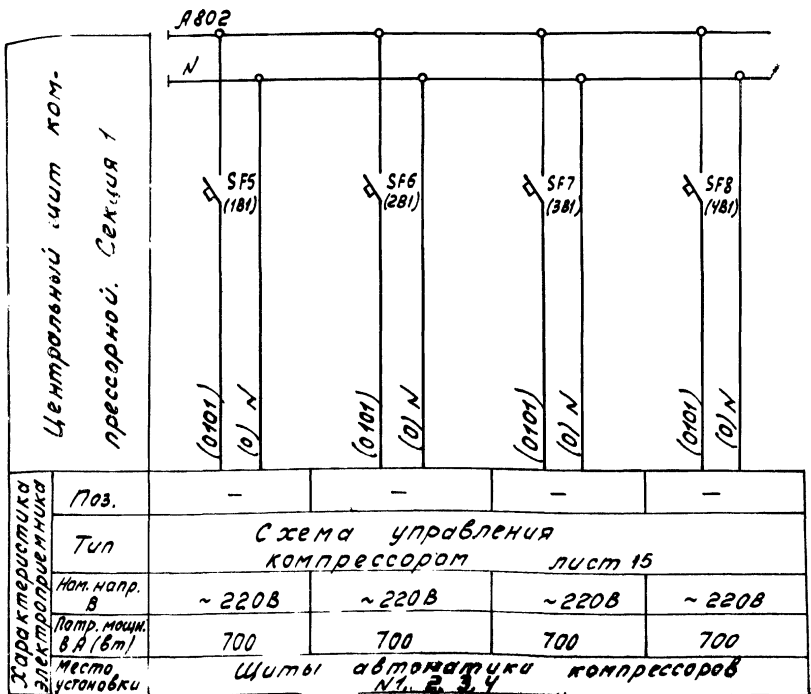 А802
N
Центральный щит ком-
прессорной. Секция 1
SF5
(1В1)
SF6
(2В1)
SF7
(3В1)
SF8
(4В1)
(0101)
(0) N
(0101)
(0) N
(0101)
(0) N
(0101)
(0) N
Характеристика
электроприемника
Поз. – – – –
Тип
Схема управления
компрессором лист 15
Ном. напр.
В
~ 220В ~ 220В ~ 220В ~ 220В
Потр. мощн.
ВА (Вт)
700 700 700 700
Место
установки
Щиты автоматики компрессоров
N1, 2, 3, 4